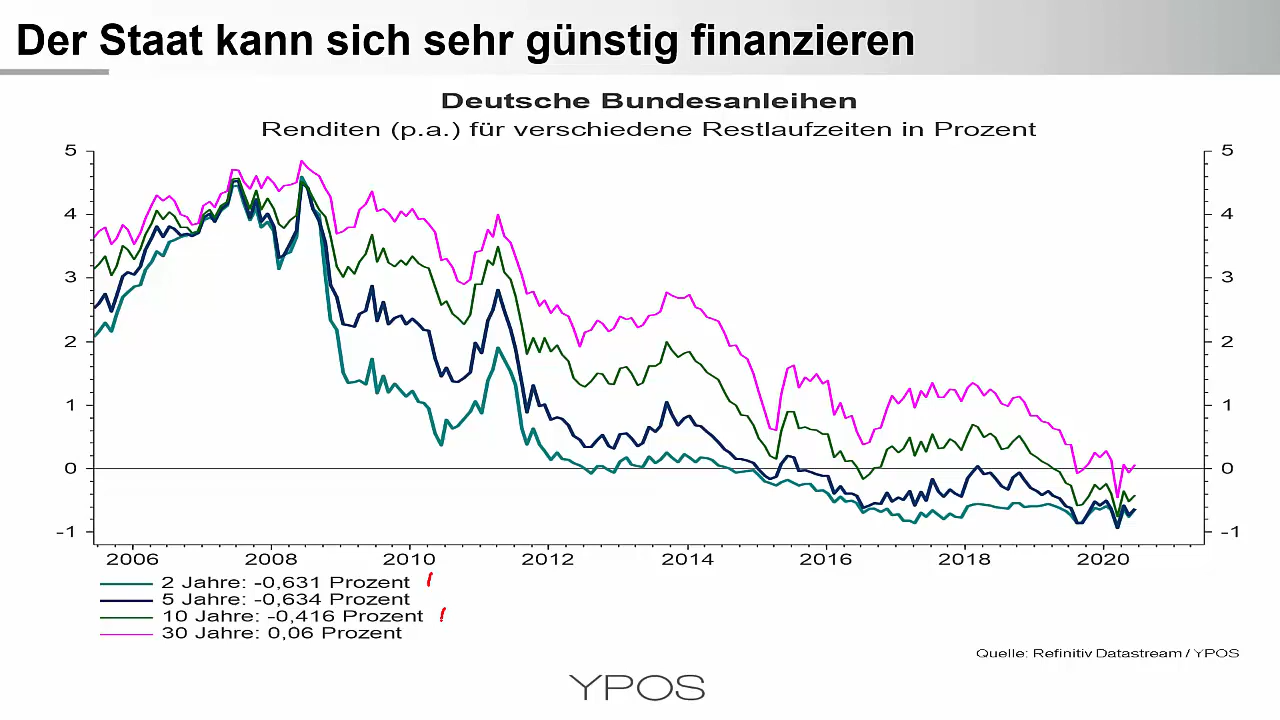 Der Staat kann sich sehr günstig finanzieren
Deutsche Bundesanleihen
Renditen (p.a.) für verschiedene Restlaufzeiten in Prozent
5 5
4 4
3 3
2 2
1 1
0 0
-1 -1
2006 2008 2010 2012 2014 2016 2018 2020
2 Jahre: -0,631 Prozent
5 Jahre: -0,634 Prozent
10 Jahre: -0,416 Prozent
30 Jahre: 0,06 Prozent
Quelle: Refinitiv Datastream / YPOS
YPOS